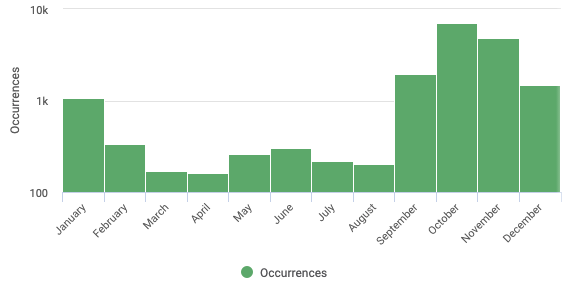 10k
Occurrences
1k
100
January
February
March
April
May
June
July
August
September
October
November
December
Occurrences